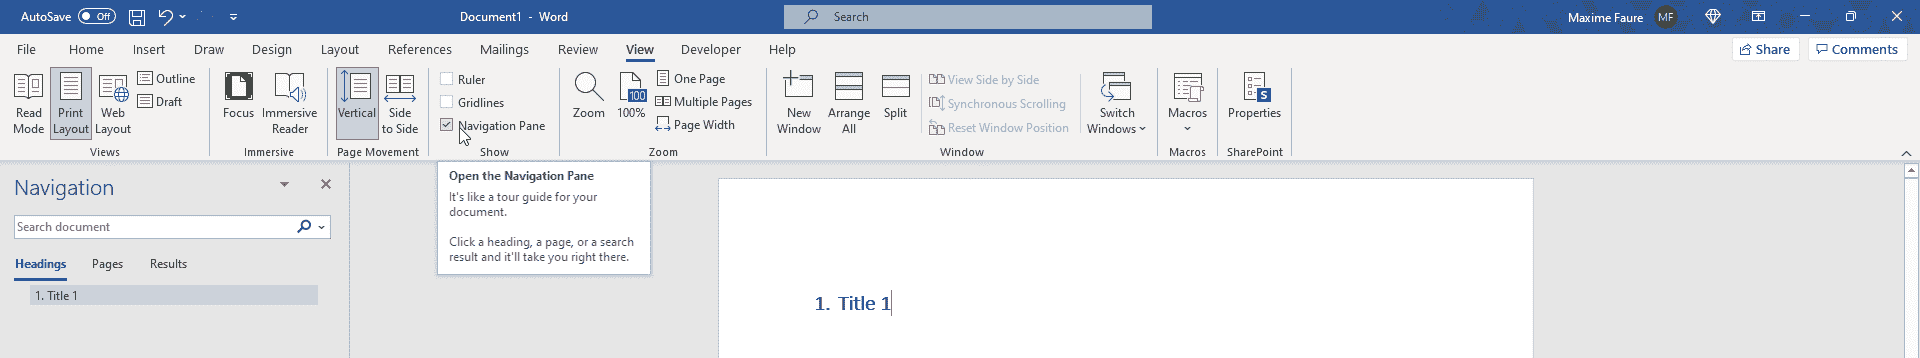 AutoSave Off Document1 - Word Search Maxime Faure MF
File Home Insert Draw Design Layout References Mailings Review View Developer Help Share Comments
Read Mode
Print Layout
Web Layout
Outline
Draft
Views
Focus
Immersive Reader
Immersive
Vertical
Side to Side
Page Movement
Ruler
Gridlines
Navigation Pane
Show
Zoom
100
100%
One Page
Multiple Pages
Page Width
Zoom
New Window
Arrange All
Split
View Side by Side
Synchronous Scrolling
Reset Window Position
Switch Windows
Window
Macros
Macros
S
Properties
SharePoint
Navigation
Search document
Headings Pages Results
1. Title 1
Open the Navigation Pane
It's like a tour guide for your
document.
Click a heading, a page, or a search
result and it'll take you right there.
1. Title 1